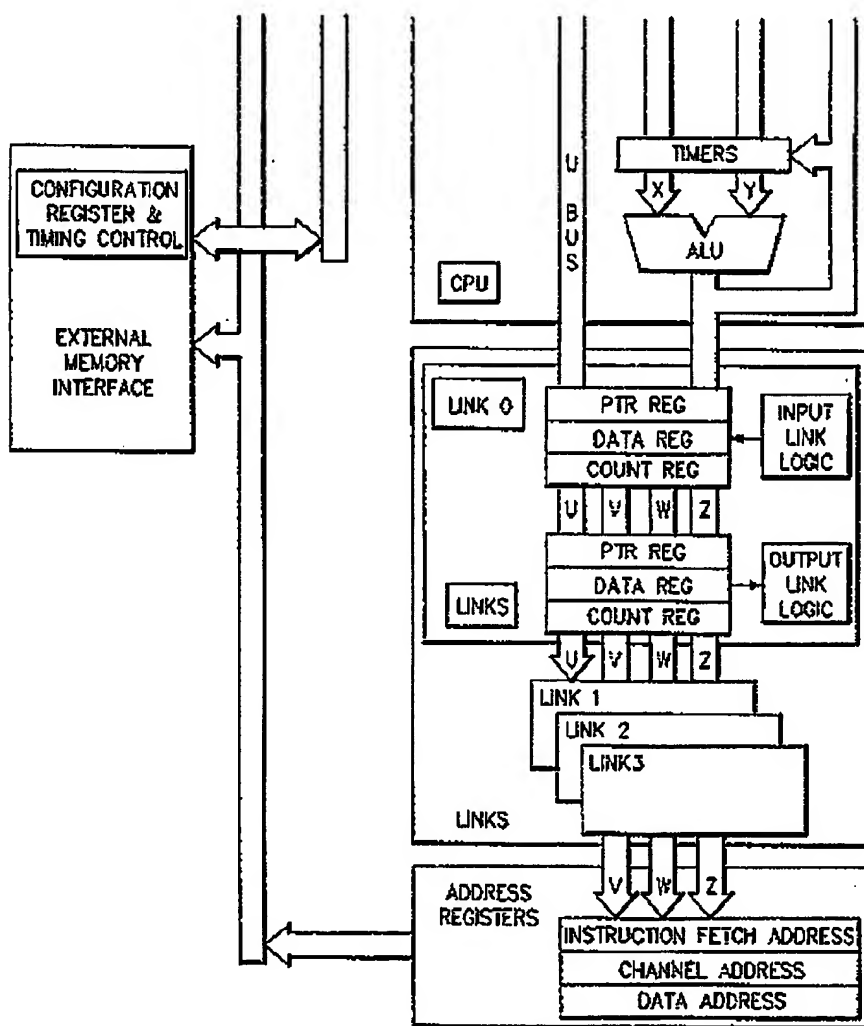 CONFIGURATION
REGISTER &
TIMING CONTROL
EXTERNAL
MEMORY
INTERFACE
U BUS
TIMERS
X Y
ALU
CPU
LINK 0
PTR REG
DATA REG
COUNT REG
INPUT
LINK
LOGIC
U V W Z
PTR REG
DATA REG
COUNT REG
OUTPUT
LINK
LOGIC
LINKS
U V W Z
LINK 1
LINK 2
LINK3
LINKS
V W Z
ADDRESS
REGISTERS
INSTRUCTION FETCH ADDRESS
CHANNEL ADDRESS
DATA ADDRESS